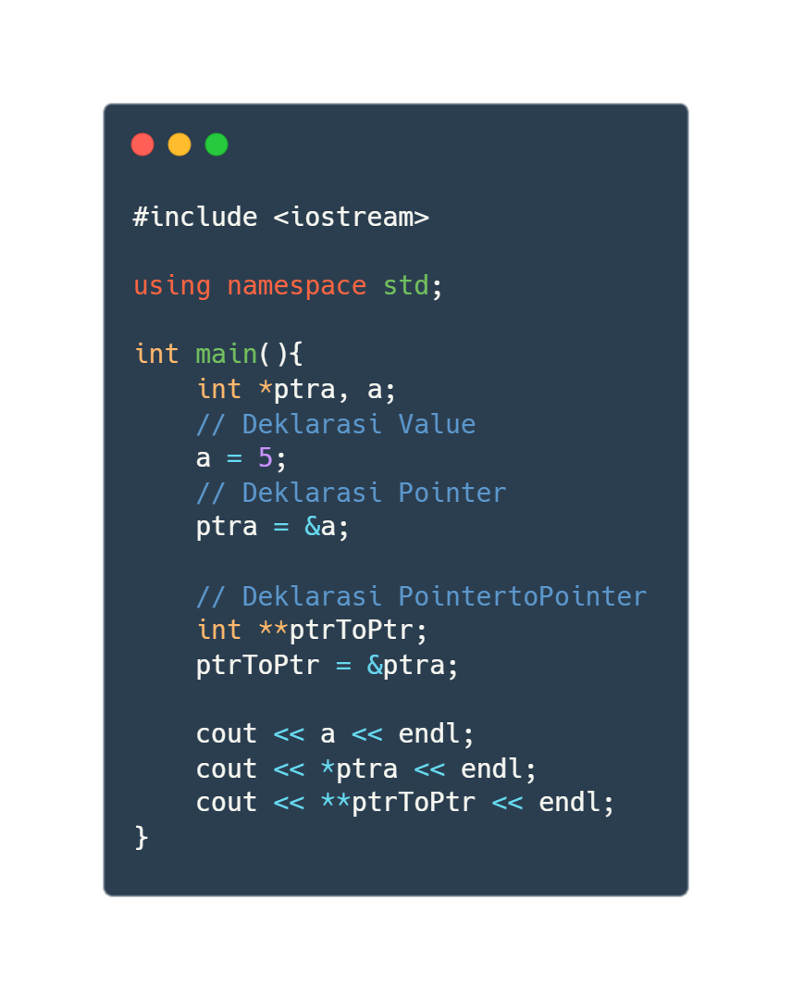 #include <iostream>

using namespace std;

int main(){
    int *ptra, a;
    // Deklarasi Value
    a = 5;
    // Deklarasi Pointer
    ptra = &a;

    // Deklarasi PointertoPointer
    int **ptrToPtr;
    ptrToPtr = &ptra;

    cout << a << endl;
    cout << *ptra << endl;
    cout << **ptrToPtr << endl;
}